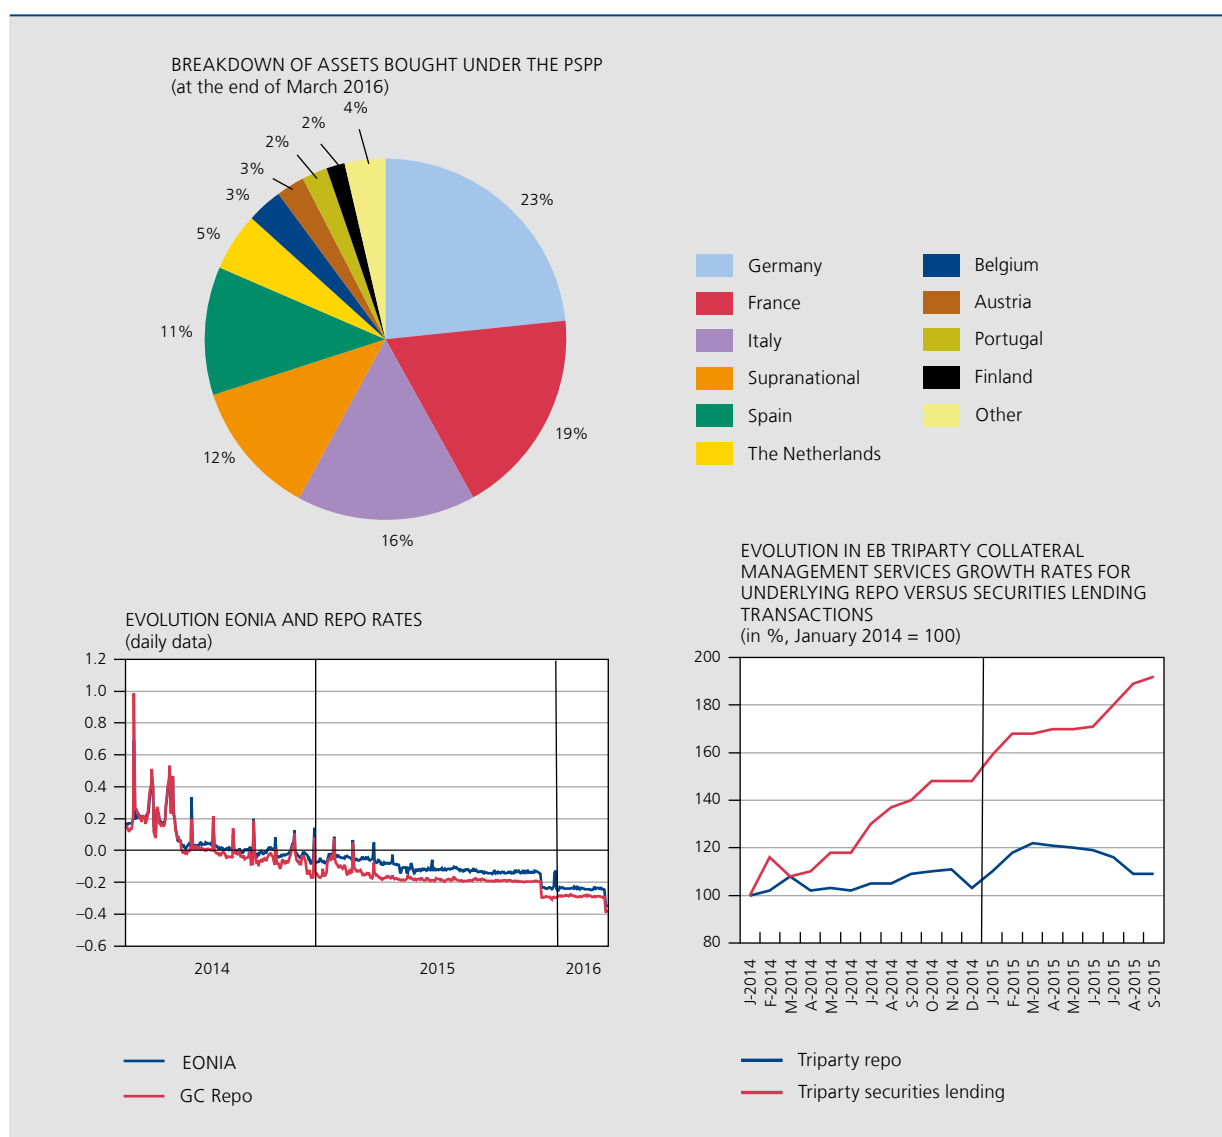 BREAKDOWN OF ASSETS BOUGHT UNDER THE PSPP
(at the end of March 2016)
4%
2%
2%
3%
3%
5%
11%
12%
16%
19%
23%
Germany
France
Italy
Supranational
Spain
The Netherlands
Belgium
Austria
Portugal
Finland
Other
EVOLUTION EONIA AND REPO RATES
(daily data)
1.2
1.0
0.8
0.6
0.4
0.2
0.0
–0.2
–0.4
–0.6
2014
2015
2016
EONIA
GC Repo
EVOLUTION IN EB TRIPARTY COLLATERAL
MANAGEMENT SERVICES GROWTH RATES FOR
UNDERLYING REPO VERSUS SECURITIES LENDING
TRANSACTIONS
(in %, January 2014 = 100)
200
180
160
140
120
100
80
J-2014
F-2014
M-2014
A-2014
M-2014
J-2014
J-2014
A-2014
S-2014
O-2014
N-2014
D-2014
J-2015
F-2015
M-2015
A-2015
M-2015
J-2015
J-2015
A-2015
S-2015
Triparty repo
Triparty securities lending